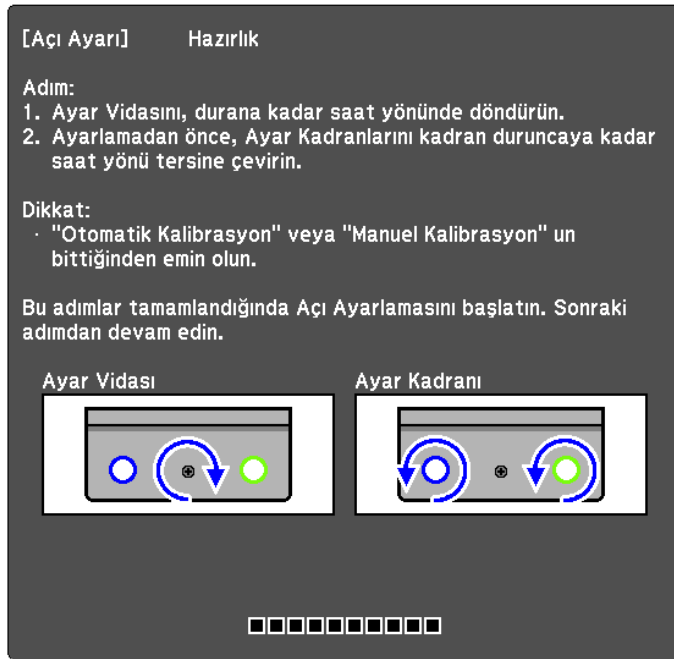 [Açı Ayarı] Hazırlık
Adım:
1. Ayar Vidasını, durana kadar saat yönünde döndürün.
2. Ayarlamadan önce, Ayar Kadranlarını kadran duruncaya kadar
saat yönü tersine çevirin.
Dikkat:
· "Otomatik Kalibrasyon" veya "Manuel Kalibrasyon" un
bittiğinden emin olun.
Bu adımlar tamamlandığında Açı Ayarlamasını başlatın. Sonraki
adımdan devam edin.
Ayar Vidası Ayar Kadranı